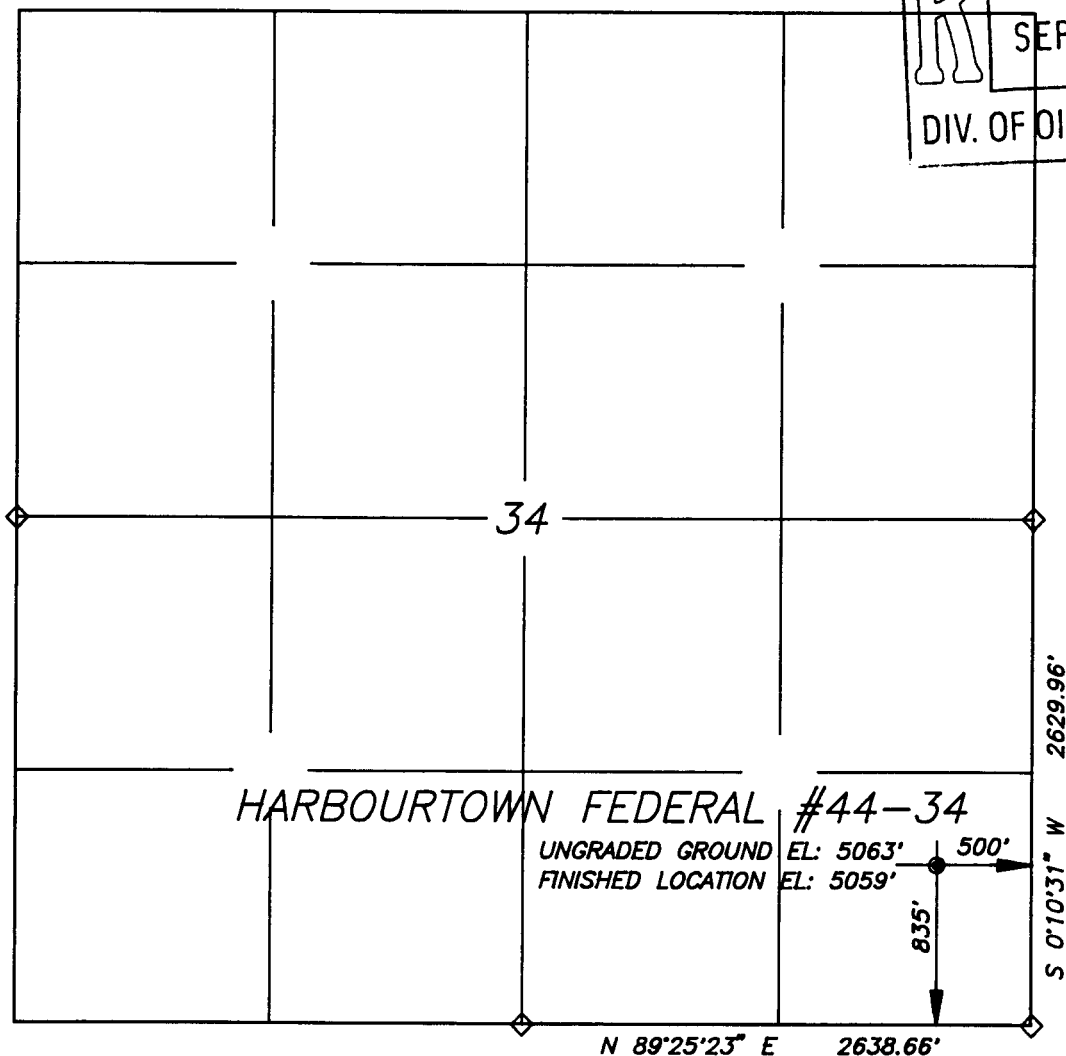 SEP
DIV. OF OI
34
HARBOURTOWN FEDERAL #44-34
UNGRADED GROUND EL: 5063'
FINISHED LOCATION EL: 5059'
500'
835'
2629.96'
S 0°10'31" W
N 89°25'23" E 2638.66'